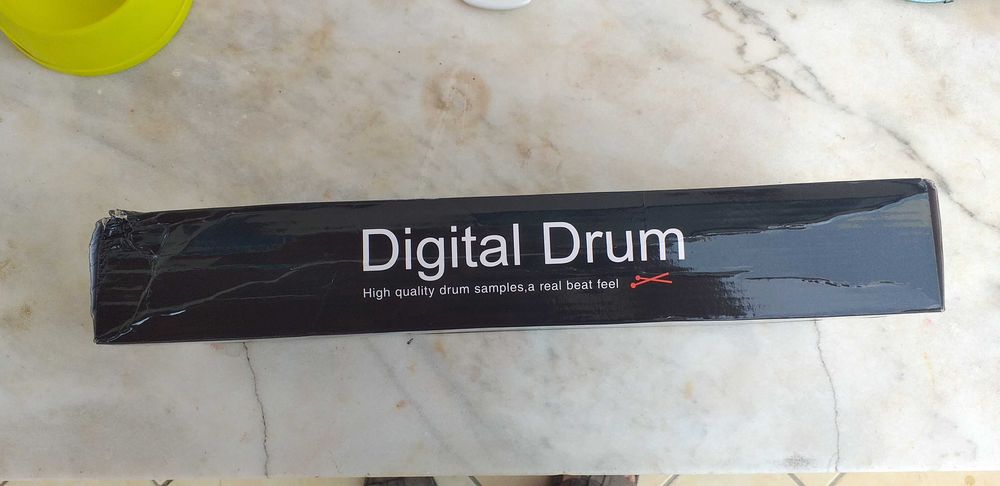 Digital Drum
High quality drum samples,a real beat feel